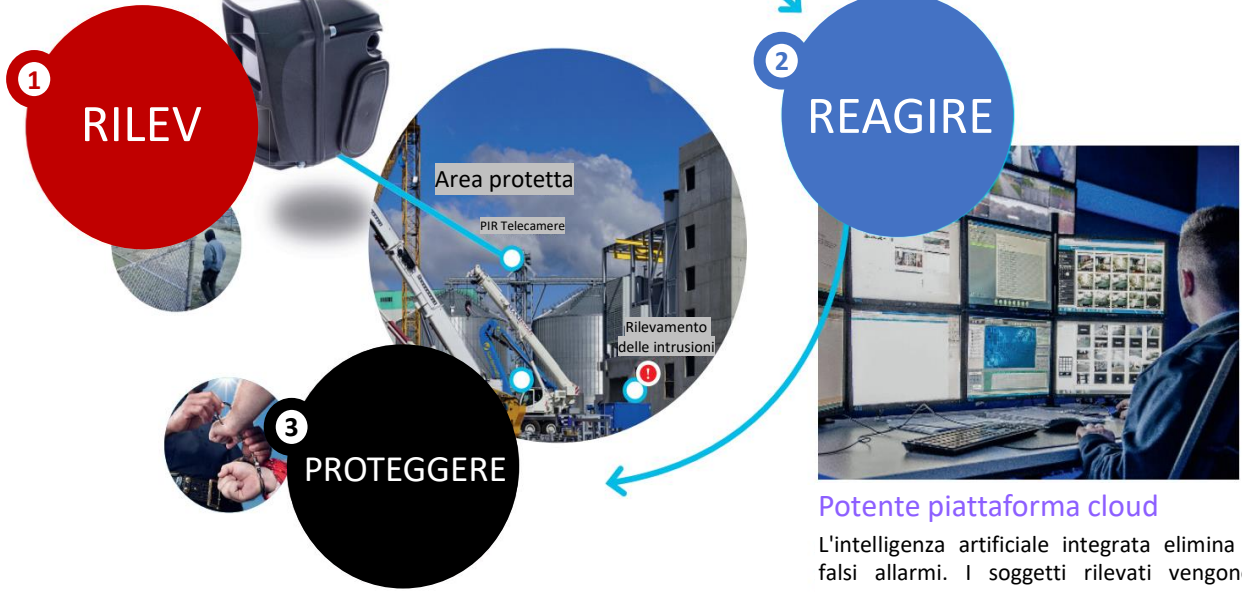 1
RILEV
2
REAGIRE
Area protetta
PIR Telecamere
Rilevamento
delle intrusioni
!
3
PROTEGGERE
Potente piattaforma cloud
L'intelligenza artificiale integrata elimina
falsi allarmi. I soggetti rilevati